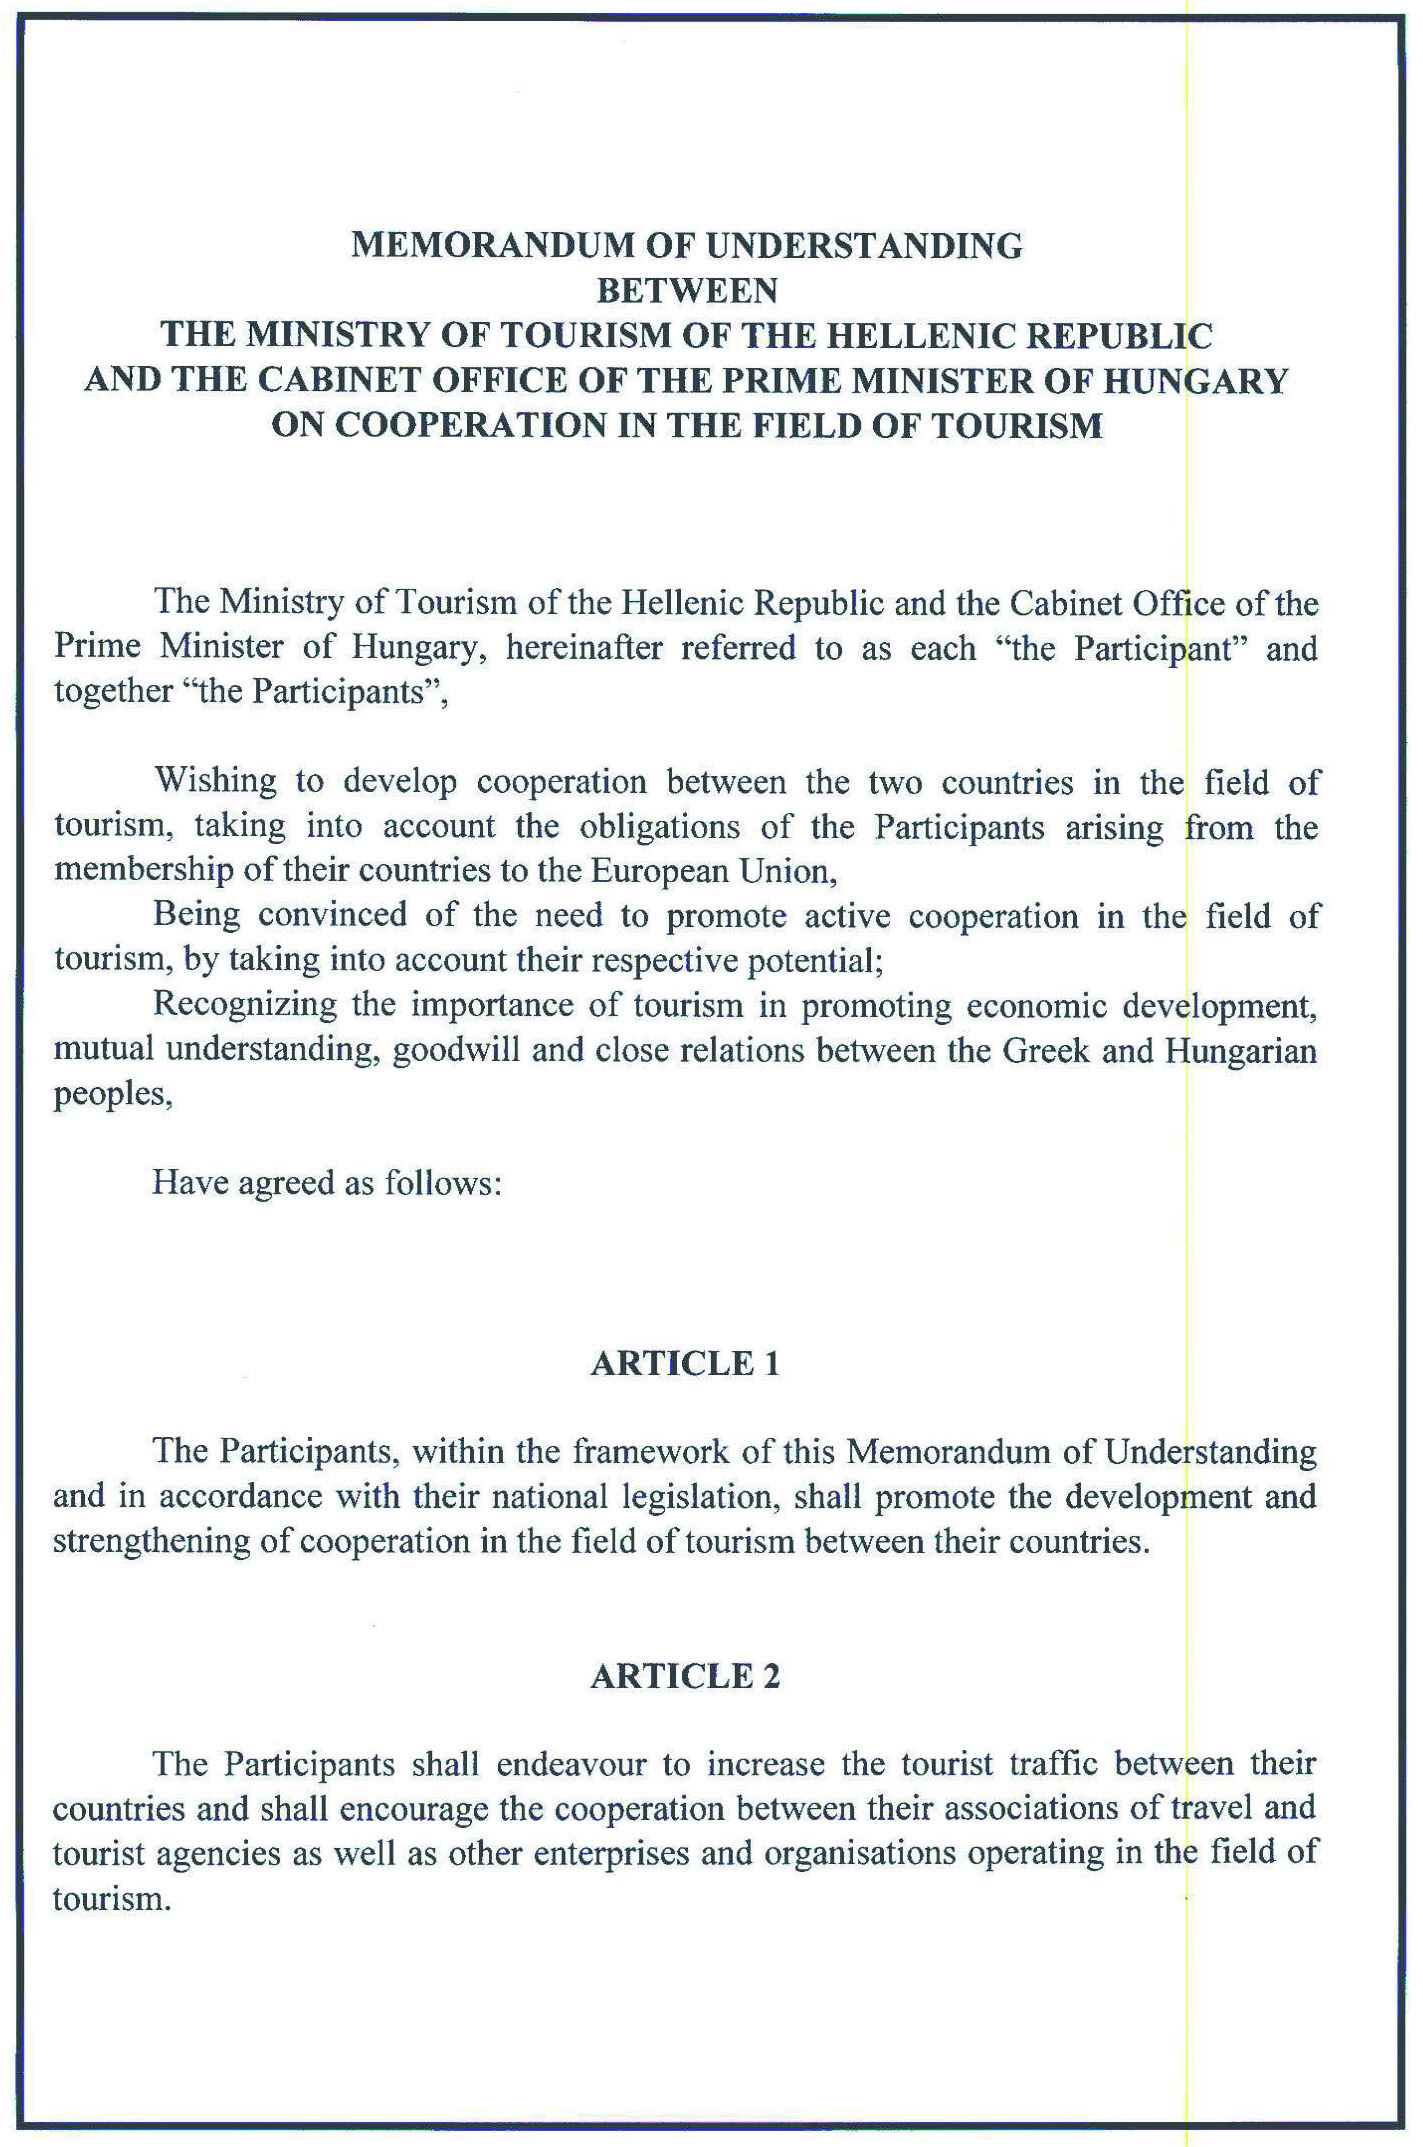 MEMORANDUM OF UNDERSTANDING
BETWEEN
THE MINISTRY OF TOURISM OF THE HELLENIC REPUBLIC
AND THE CABINET OFFICE OF THE PRIME MINISTER OF HUNGARY
ON COOPERATION IN THE FIELD OF TOURISM
The Ministry of Tourism of the Hellenic Republic and the Cabinet Office of the
Prime Minister of Hungary, hereinafter referred to as each “the Participant” and
together “the Participants”,
Wishing to develop cooperation between the two countries in the field of
tourism, taking into account the obligations of the Participants arising from the
membership of their countries to the European Union,
Being convinced of the need to promote active cooperation in the field of
tourism, by taking into account their respective potential;
Recognizing the importance of tourism in promoting economic development,
mutual understanding, goodwill and close relations between the Greek and Hungarian
peoples,
Have agreed as follows:
ARTICLE 1
The Participants, within the framework of this Memorandum of Understanding
and in accordance with their national legislation, shall promote the development and
strengthening of cooperation in the field of tourism between their countries.
ARTICLE 2
The Participants shall endeavour to increase the tourist traffic between their
countries and shall encourage the cooperation between their associations of travel and
tourist agencies as well as other enterprises and organisations operating in the field of
tourism.